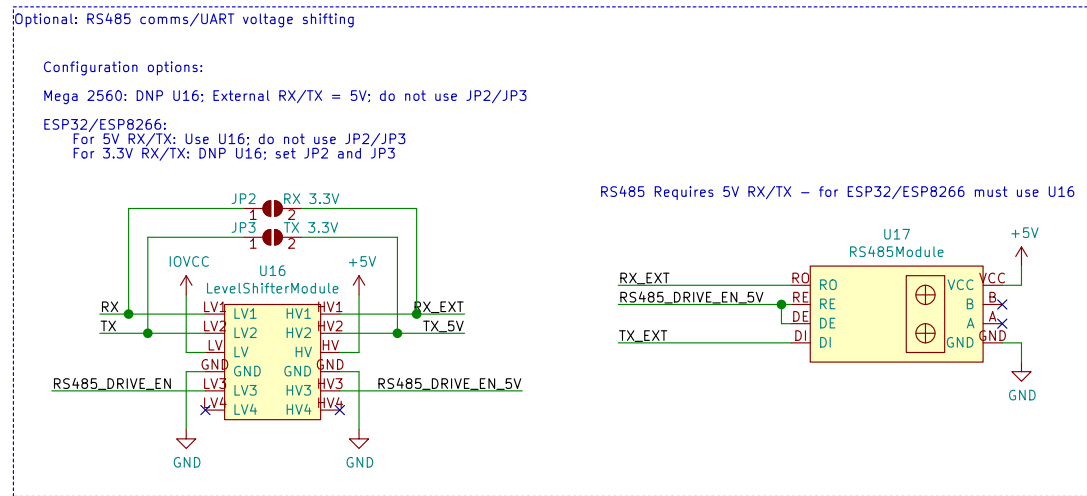 Optional: RS485 comms/UART voltage shifting
Configuration options:
Mega 2560: DNP U16; External RX/TX = 5V; do not use JP2/JP3
ESP32/ESP8266:
For 5V RX/TX: Use U16; do not use JP2/JP3
For 3.3V RX/TX: DNP U16; set JP2 and JP3
JP2 RX 3.3V
1 2
JP3 TX 3.3V
1 2
IOVCC
+5V
U16
LevelShifterModule
RX LV1 LV1 HV1 HV1 RX_EXT
TX LV2 LV2 HV2 HV2 TX_5V
LV LV HV HV
GND GND GND GND
RS485_DRIVE_EN LV3 LV3 HV3 HV3 RS485_DRIVE_EN_5V
LV4 LV4 HV4 HV4
GND GND
RS485 Requires 5V RX/TX – for ESP32/ESP8266 must use U16
U17
RS485Module
+5V
RX_EXT RO RO VCC VCC
RS485_DRIVE_EN_5V RE RE B B
DE DE A A
TX_EXT DI DI GND GND
GND